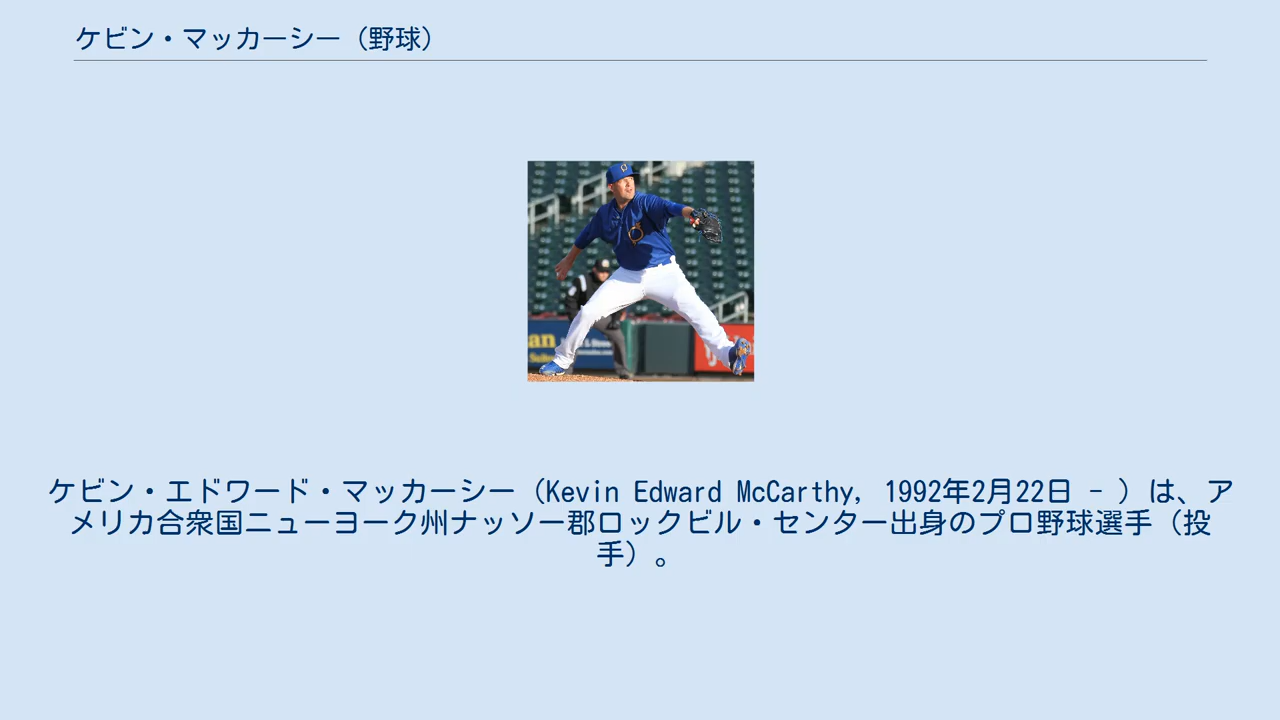 ケビン・マッカーシー（野球）
ケビン・エドワード・マッカーシー（Kevin Edward McCarthy, 1992年2月22日 - ）は、ア
メリカ合衆国ニューヨーク州ナッソー郡ロックビル・センター出身のプロ野球選手（投
手）。